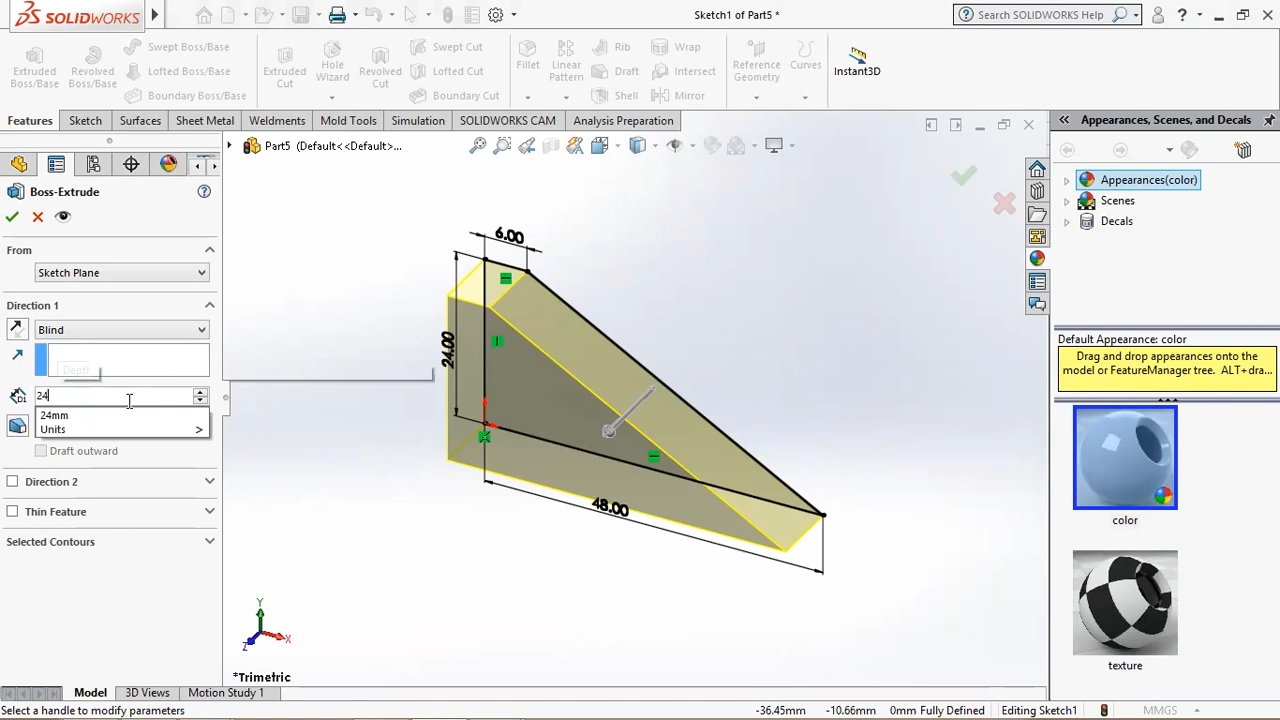 SOLIDWORKS
Sketch1 of Part5 *
Search SOLIDWORKS Help
Extruded Boss/Base
Revolved Boss/Base
Swept Boss/Base
Lofted Boss/Base
Boundary Boss/Base
Extruded Cut
Hole Wizard
Revolved Cut
Swept Cut
Lofted Cut
Boundary Cut
Fillet
Linear Pattern
Rib
Draft
Shell
Wrap
Intersect
Mirror
Reference Geometry
Curves
Instant3D
Features
Sketch
Surfaces
Sheet Metal
Weldments
Mold Tools
Simulation
SOLIDWORKS CAM
Analysis Preparation
Boss-Extrude
From
Sketch Plane
Direction 1
Blind
Depth
24
24mm
Units >
Draft outward
Direction 2
Thin Feature
Selected Contours
Part5 (Default<<Default>...
6.00
24.00
48.00
Y
X
Z
*Trimetric
Appearances, Scenes, and Decals
Appearances(color)
Scenes
Decals
Default Appearance: color
Drag and drop appearances onto the
model or FeatureManager tree. ALT+dra...
color
texture
Model
3D Views
Motion Study 1
Select a handle to modify parameters
-36.45mm
-10.66mm
0mm Fully Defined
Editing Sketch1
MMGS